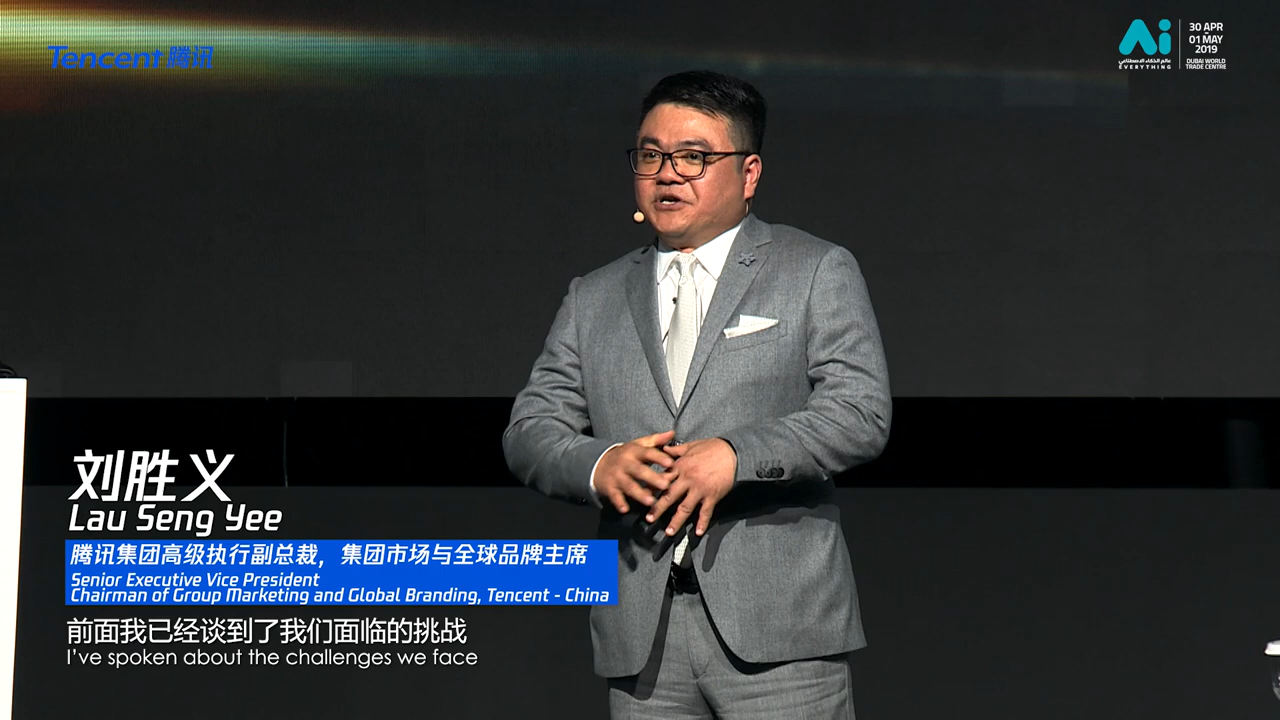 Tencent 腾讯
Ai
عالم الذكاء الاصطناعي
EVERYTHING
30 APR
01 MAY
2019
DUBAI WORLD
TRADE CENTRE
刘胜义
Lau Seng Yee
腾讯集团高级执行副总裁，集团市场与全球品牌主席
Senior Executive Vice President
Chairman of Group Marketing and Global Branding, Tencent - China
前面我已经谈到了我们面临的挑战
I've spoken about the challenges we face